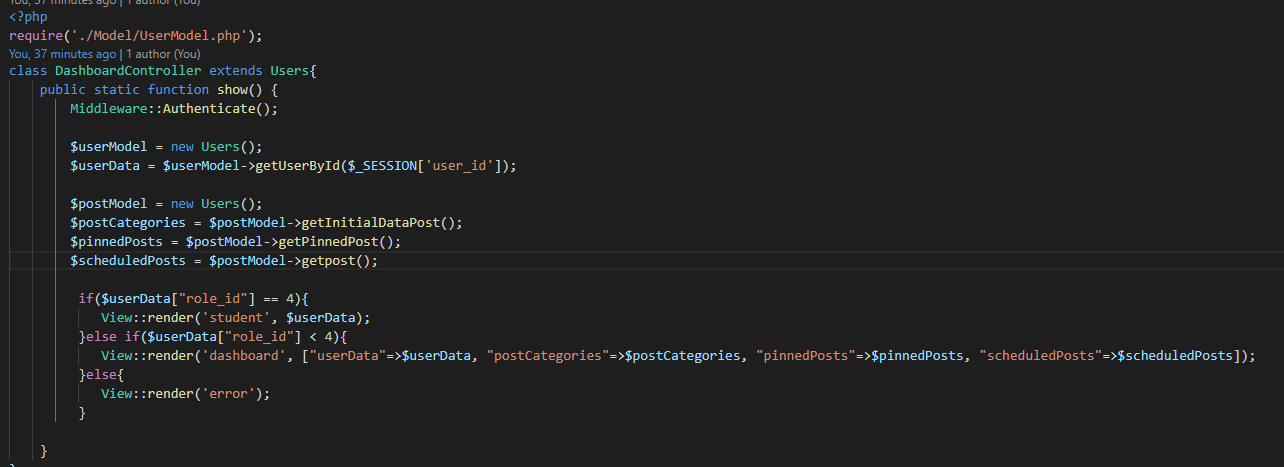 You, 37 minutes ago | 1 author (You)
<?php
require('./Model/UserModel.php');
You, 37 minutes ago | 1 author (You)
class DashboardController extends Users{
    public static function show() {
        Middleware::Authenticate();

        $userModel = new Users();
        $userData = $userModel->getUserById($_SESSION['user_id']);

        $postModel = new Users();
        $postCategories = $postModel->getInitialDataPost();
        $pinnedPosts = $postModel->getPinnedPost();
        $scheduledPosts = $postModel->getpost();

         if($userData["role_id"] == 4){
            View::render('student', $userData);
         }else if($userData["role_id"] < 4){
            View::render('dashboard', ["userData"=>$userData, "postCategories"=>$postCategories, "pinnedPosts"=>$pinnedPosts, "scheduledPosts"=>$scheduledPosts]);
         }else{
            View::render('error');
         }

    }
}